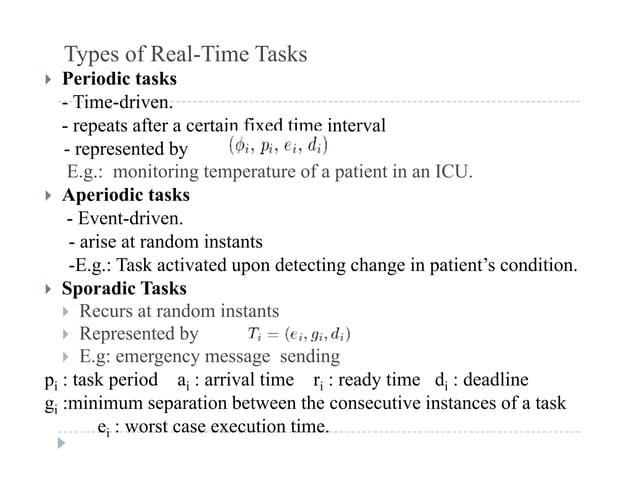 Types of Real-Time Tasks
Periodic tasks
- Time-driven.
- repeats after a certain fixed time interval
- represented by (ϕᵢ, pᵢ, eᵢ, dᵢ)
E.g.: monitoring temperature of a patient in an ICU.
Aperiodic tasks
- Event-driven.
- arise at random instants
-E.g.: Task activated upon detecting change in patient’s condition.
Sporadic Tasks
Recurs at random instants
Represented by Tᵢ = (eᵢ, gᵢ, dᵢ)
E.g: emergency message sending
pᵢ : task period aᵢ : arrival time rᵢ : ready time dᵢ : deadline
gᵢ :minimum separation between the consecutive instances of a task
eᵢ : worst case execution time.